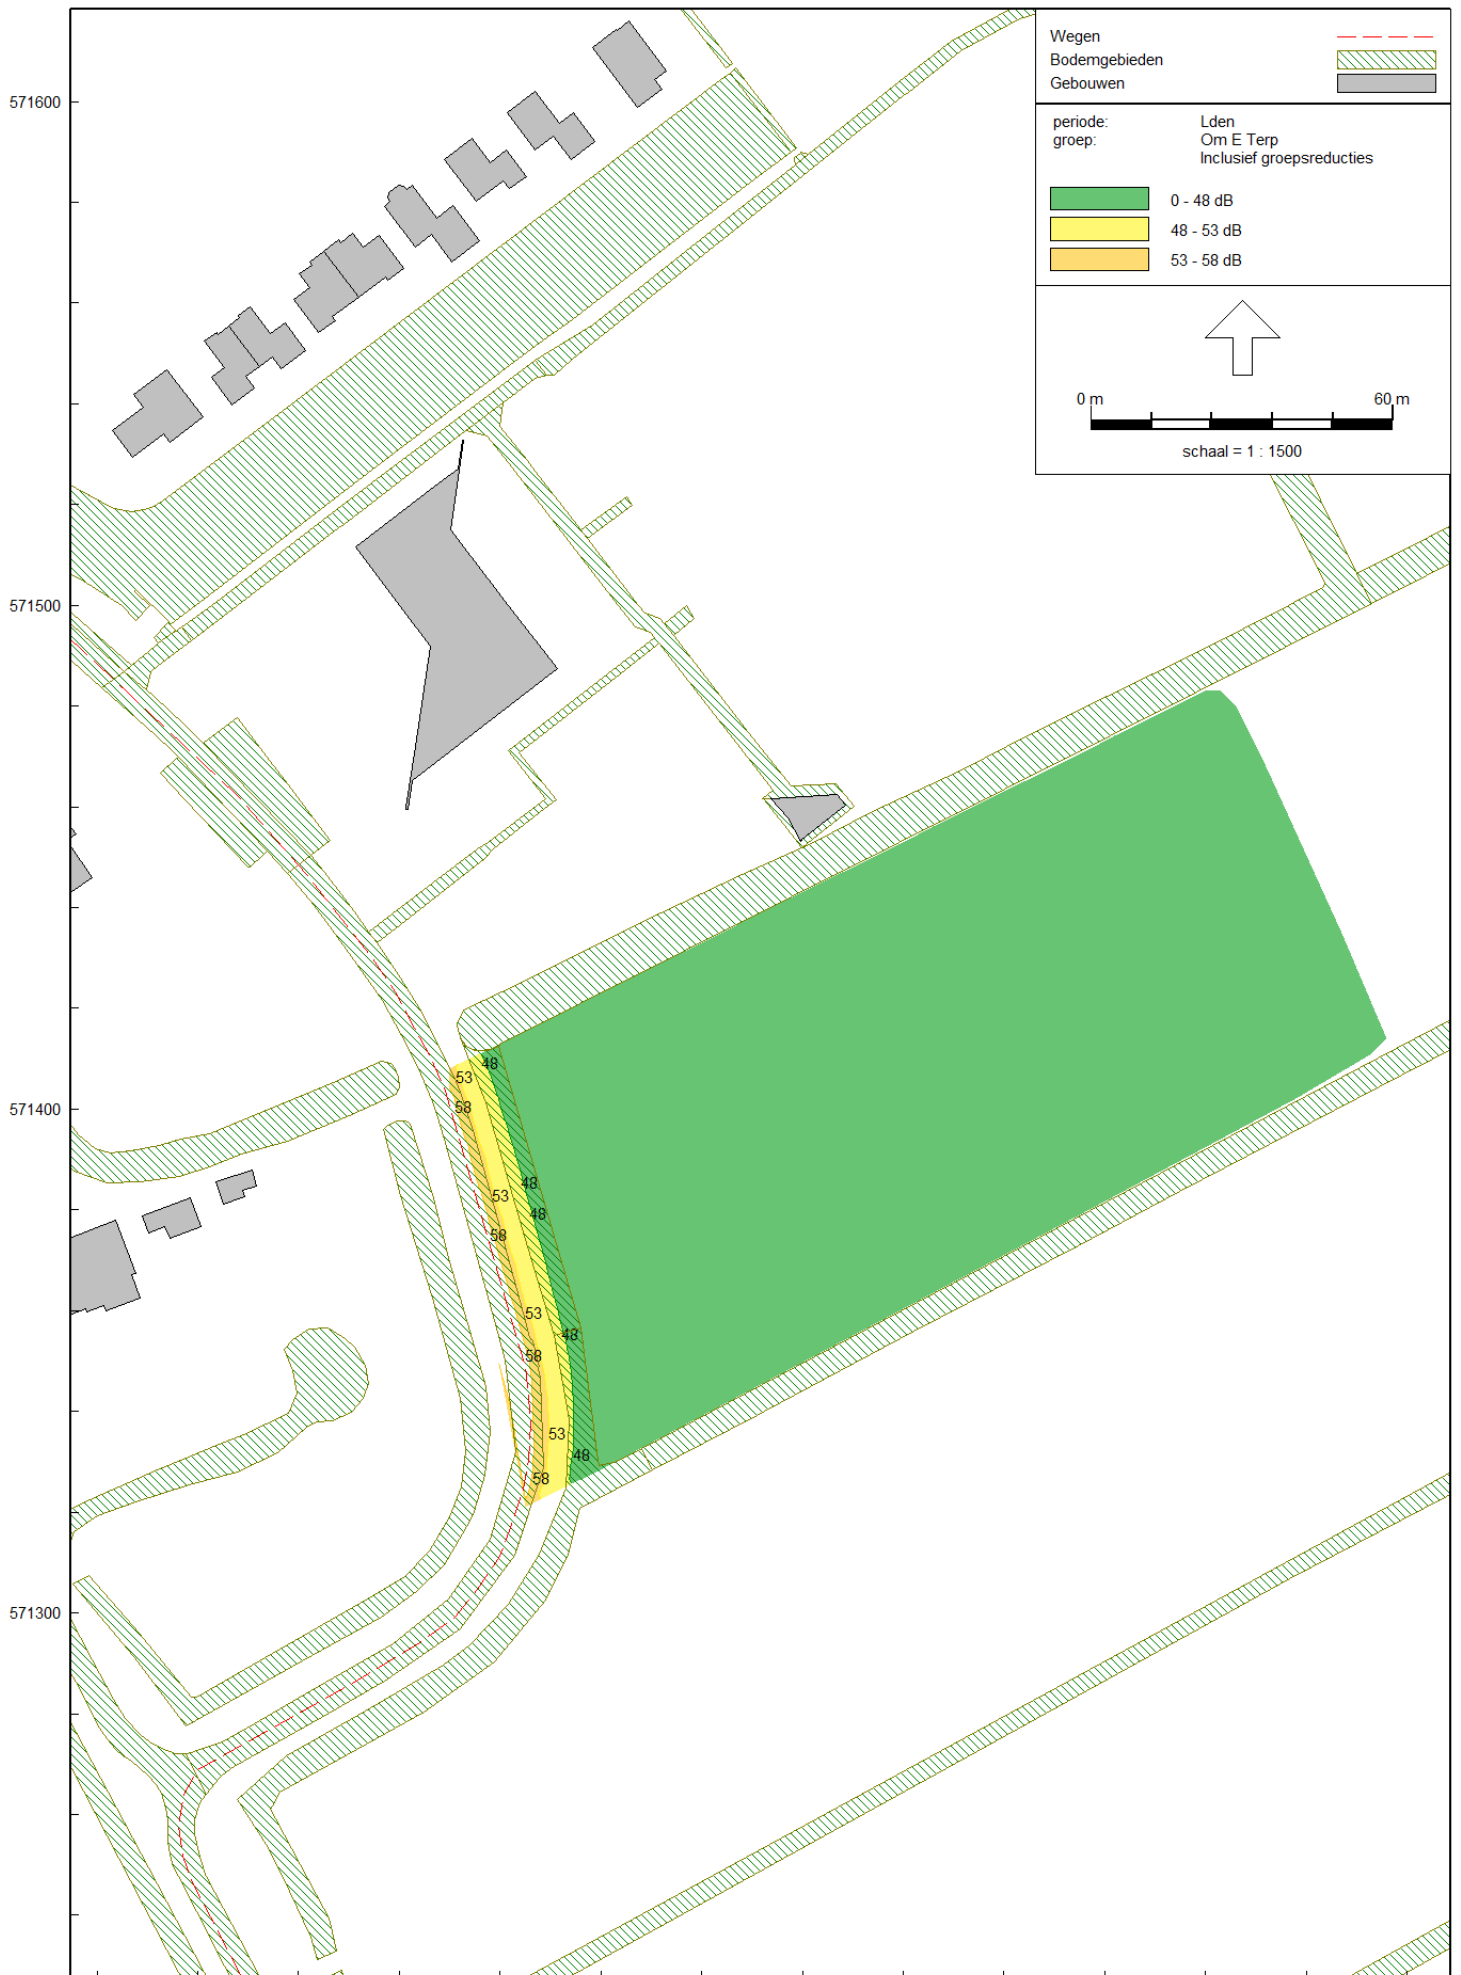 Wegen
Bodemgebieden
Gebouwen
periode: Lden
groep: Om E Terp
Inclusief groepsreducties
0 - 48 dB
48 - 53 dB
53 - 58 dB
0 m 60 m
schaal = 1 : 1500
571600
571500
571400
571300
48
53
58
48
53
48
58
53
48
58
53
48
58